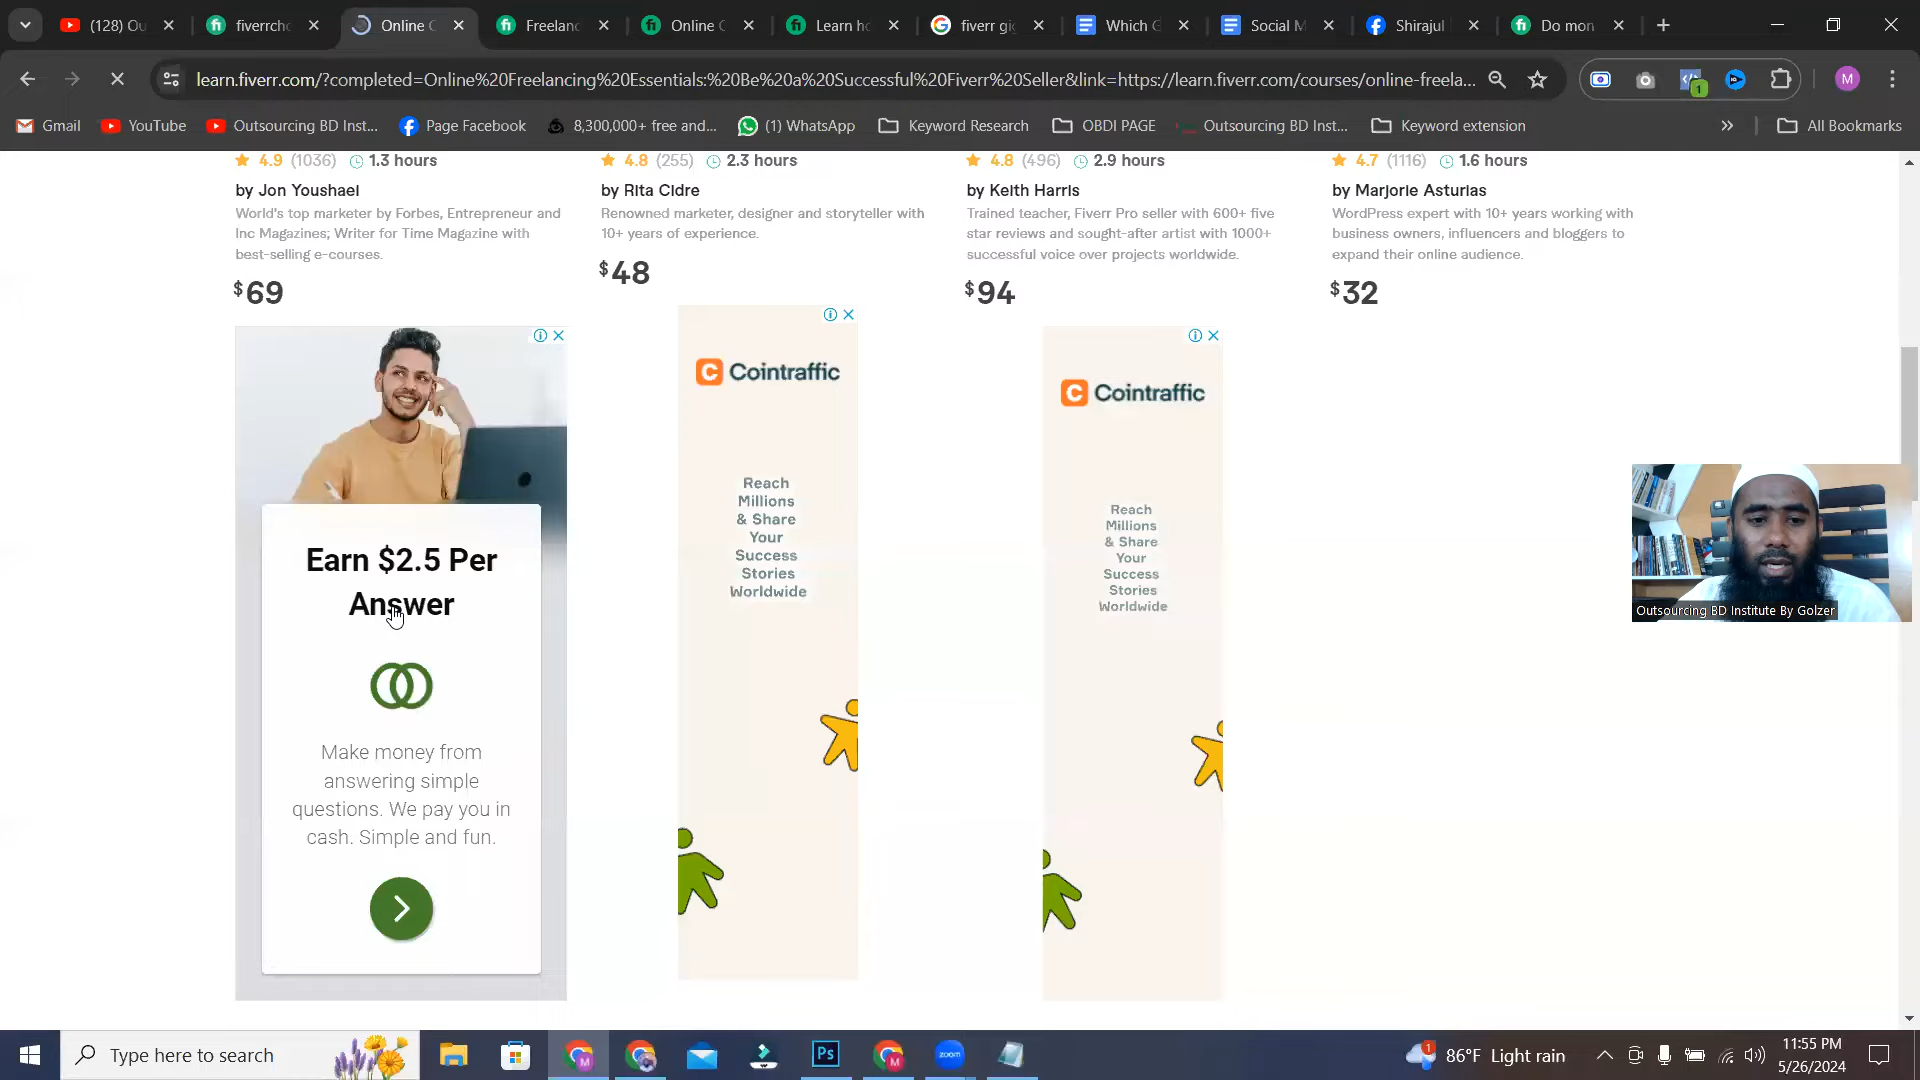 (128) Ou
fiverrcho
Online C
Freelanc
Online C
Learn ho
fiverr gig
Which G
Social M
Shirajul
Do mon
learn.fiverr.com/?completed=Online%20Freelancing%20Essentials:%20Be%20a%20Successful%20Fiverr%20Seller&link=https://learn.fiverr.com/courses/online-freela...
1
M
Gmail
YouTube
Outsourcing BD Inst...
Page Facebook
8,300,000+ free and...
(1) WhatsApp
Keyword Research
OBDI PAGE
Outsourcing BD Inst...
Keyword extension
All Bookmarks
4.9 (1036) 1.3 hours
by Jon Youshaei
World's top marketer by Forbes, Entrepreneur and
Inc Magazines; Writer for Time Magazine with
best-selling e-courses.
$69
4.8 (255) 2.3 hours
by Rita Cidre
Renowned marketer, designer and storyteller with
10+ years of experience.
$48
4.8 (496) 2.9 hours
by Keith Harris
Trained teacher, Fiverr Pro seller with 600+ five
star reviews and sought-after artist with 1000+
successful voice over projects worldwide.
$94
4.7 (1116) 1.6 hours
by Marjorie Asturias
WordPress expert with 10+ years working with
business owners, influencers and bloggers to
expand their online audience.
$32
Earn $2.5 Per
Answer
Make money from
answering simple
questions. We pay you in
cash. Simple and fun.
Cointraffic
Reach
Millions
& Share
Your
Success
Stories
Worldwide
Cointraffic
Reach
Millions
& Share
Your
Success
Stories
Worldwide
Outsourcing BD Institute By Golzer
Type here to search
Ps
zoom
1
86°F Light rain
11:55 PM
5/26/2024